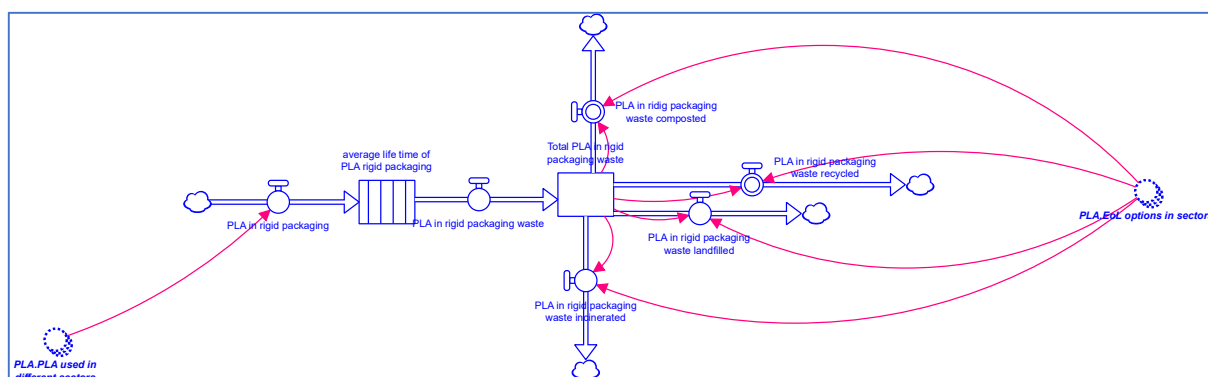 PLA in ridig packaging
waste composted
average life time of
PLA rigid packaging
Total PLA in rigid
packaging waste
PLA in rigid packaging
waste recycled
PLA in rigid packaging
PLA in rigid packaging waste
PLA in rigid packaging
waste landfilled
PLA.EoL options in sector
PLA in rigid packaging
waste incinerated
PLA.PLA used in
different sectors